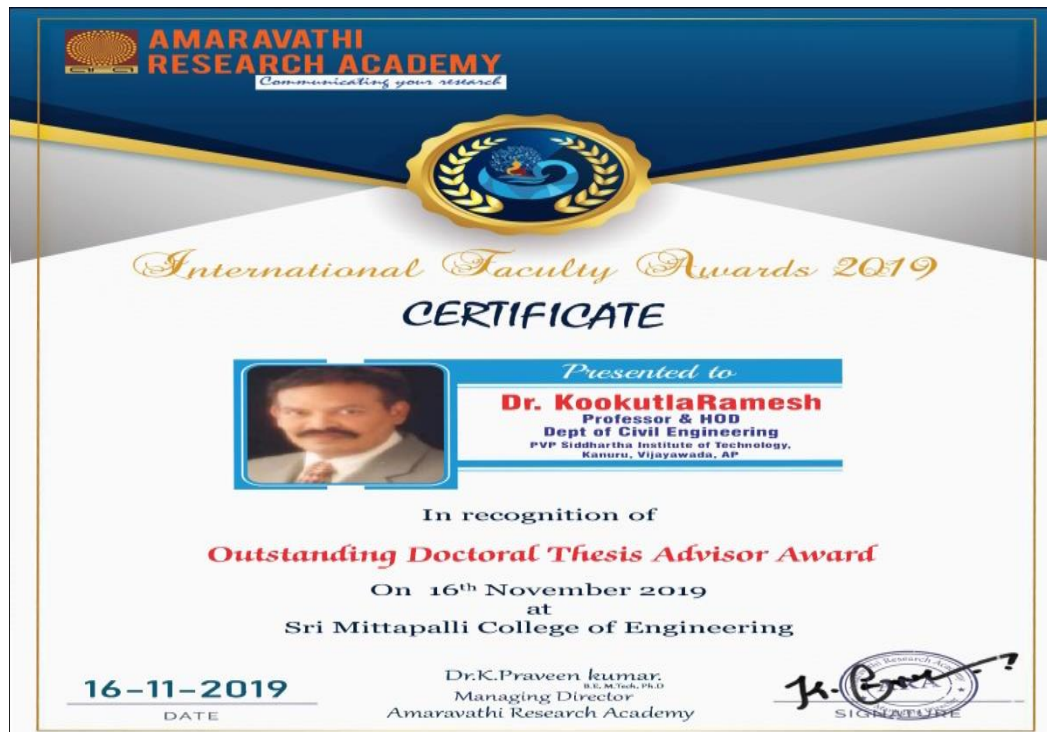 AMARAVATHI
RESEARCH ACADEMY
Communicating your research
International Faculty Awards 2019
CERTIFICATE
Presented to
Dr. KookutlaRamesh
Professor & HOD
Dept of Civil Engineering
PVP Siddhartha Institute of Technology,
Kanuru, Vijayawada, AP
In recognition of
Outstanding Doctoral Thesis Advisor Award
On 16th November 2019
at
Sri Mittapalli College of Engineering
16-11-2019
DATE
Dr.K.Praveen kumar.
B.E, M.Tech, Ph.D
Managing Director
Amaravathi Research Academy
SIGNATURE